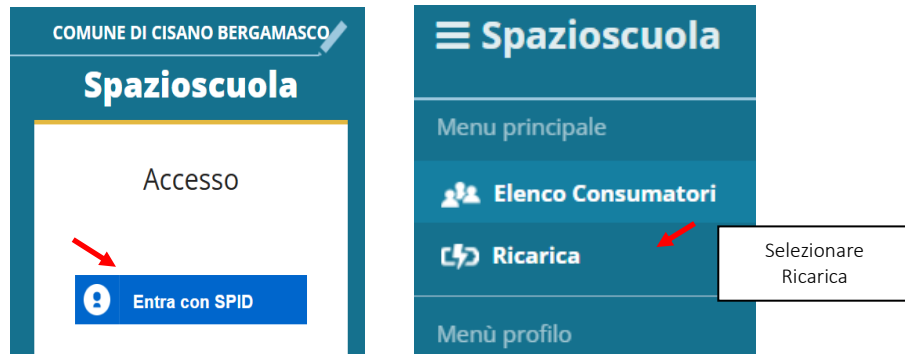 COMUNE DI CISANO BERGAMASCO
Spazioscuola
Accesso
Entra con SPID
Spazioscuola
Menu principale
Elenco Consumatori
Ricarica
Menù profilo
Selezionare
Ricarica